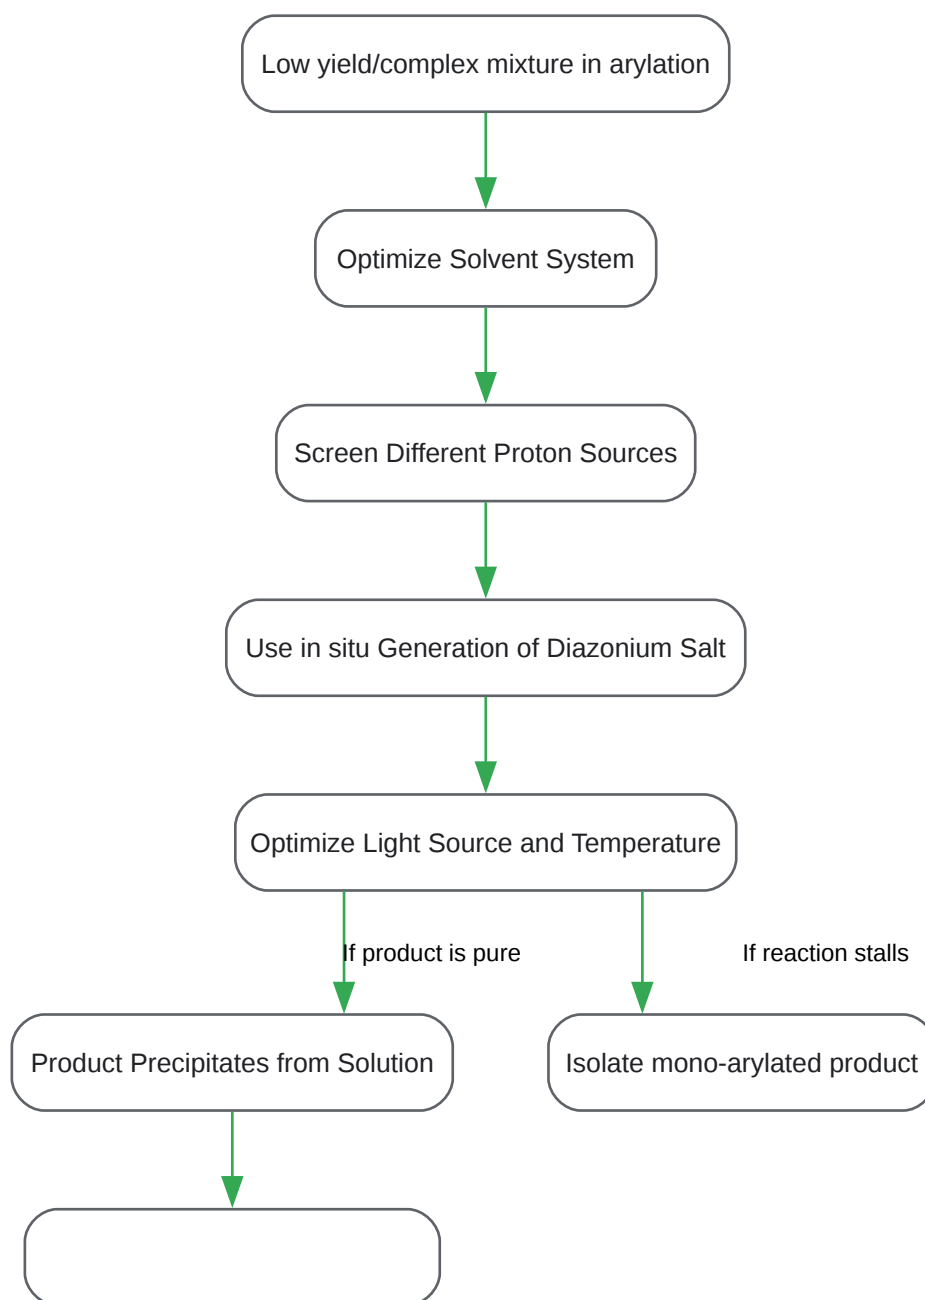 Low yield/complex mixture in arylation
Optimize Solvent System
Screen Different Proton Sources
Use in situ Generation of Diazonium Salt
Optimize Light Source and Temperature
If product is pure
If reaction stalls
Product Precipitates from Solution
Isolate mono-arylated product